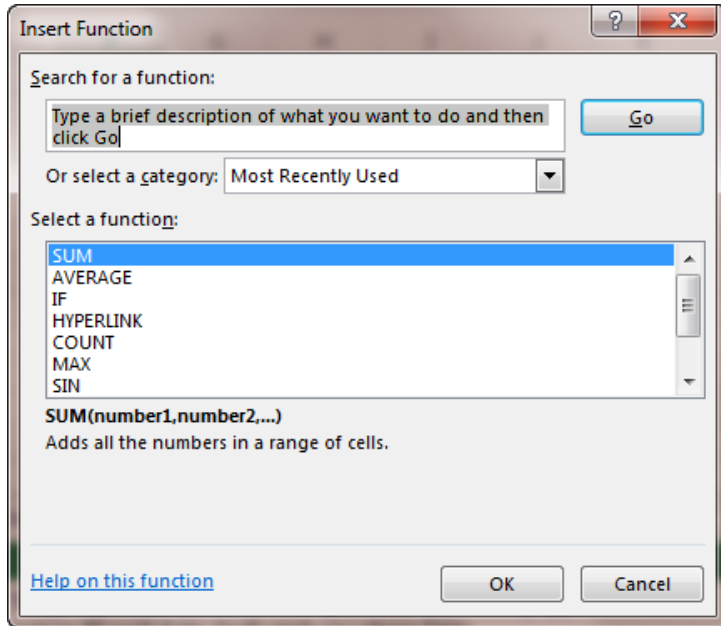 Insert Function
Search for a function:
Type a brief description of what you want to do and then
click Go
Go
Or select a category: Most Recently Used
Select a function:
SUM
AVERAGE
IF
HYPERLINK
COUNT
MAX
SIN
SUM(number1,number2,...)
Adds all the numbers in a range of cells.
Help on this function
OK
Cancel